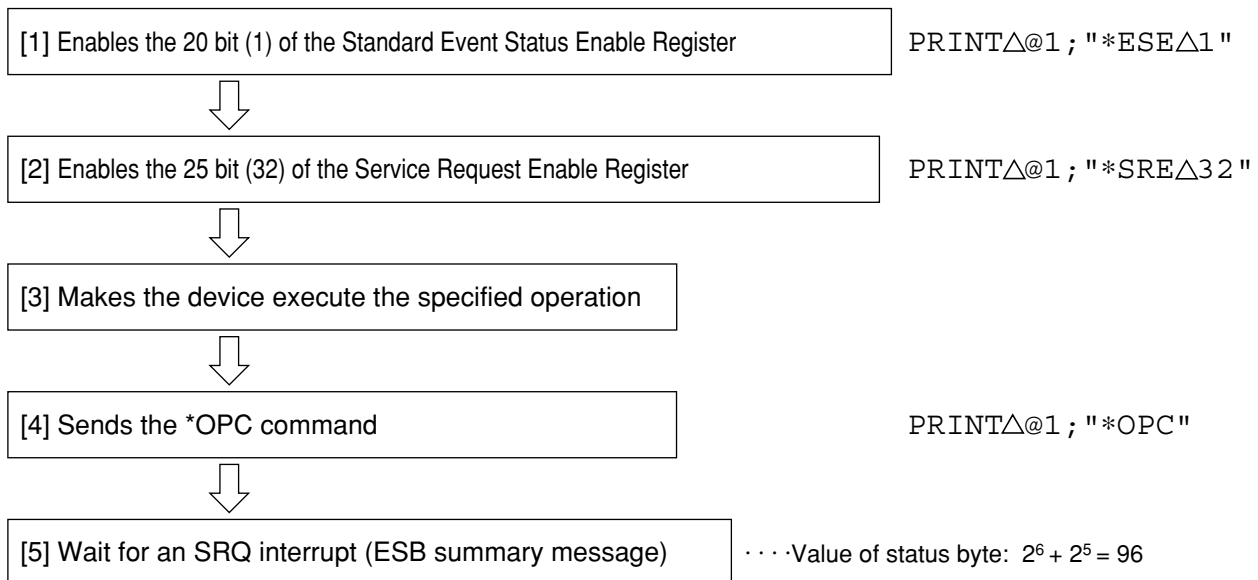 [1] Enables the 20 bit (1) of the Standard Event Status Enable Register PRINT△@1;"*ESE△1"
[2] Enables the 25 bit (32) of the Service Request Enable Register PRINT△@1;"*SRE△32"
[3] Makes the device execute the specified operation
[4] Sends the *OPC command PRINT△@1;"*OPC"
[5] Wait for an SRQ interrupt (ESB summary message) ····Value of status byte: 2⁶ + 2⁵ = 96